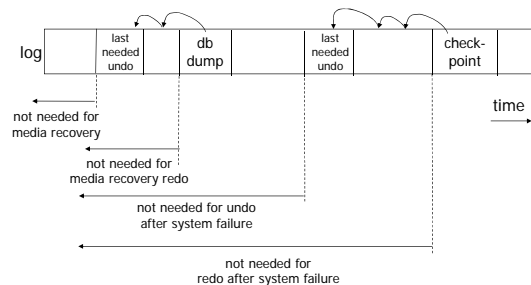 log
last
needed
undo
db
dump
last
needed
undo
check-
point
time
not needed for
media recovery
not needed for
media recovery redo
not needed for undo
after system failure
not needed for
redo after system failure